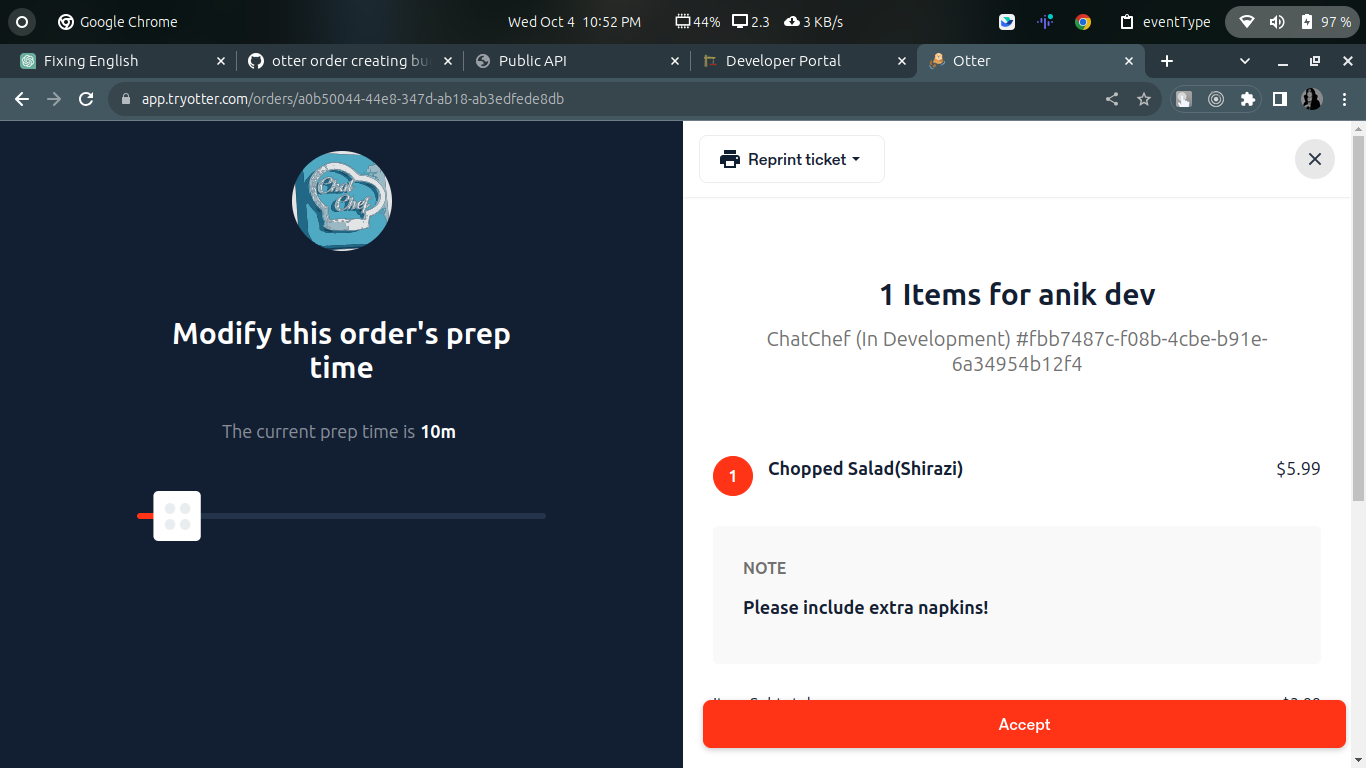 Google Chrome
Wed Oct 4 10:52 PM
44% 2.3 3 KB/s
eventType
97 %
Fixing English
otter order creating bu
Public API
Developer Portal
Otter
app.tryotter.com/orders/a0b50044-44e8-347d-ab18-ab3edfede8db
Chat
Chef
Modify this order's prep
time
The current prep time is 10m
Reprint ticket
1 Items for anik dev
ChatChef (In Development) #fbb7487c-f08b-4cbe-b91e-
6a34954b12f4
1 Chopped Salad(Shirazi) $5.99
NOTE
Please include extra napkins!
Accept